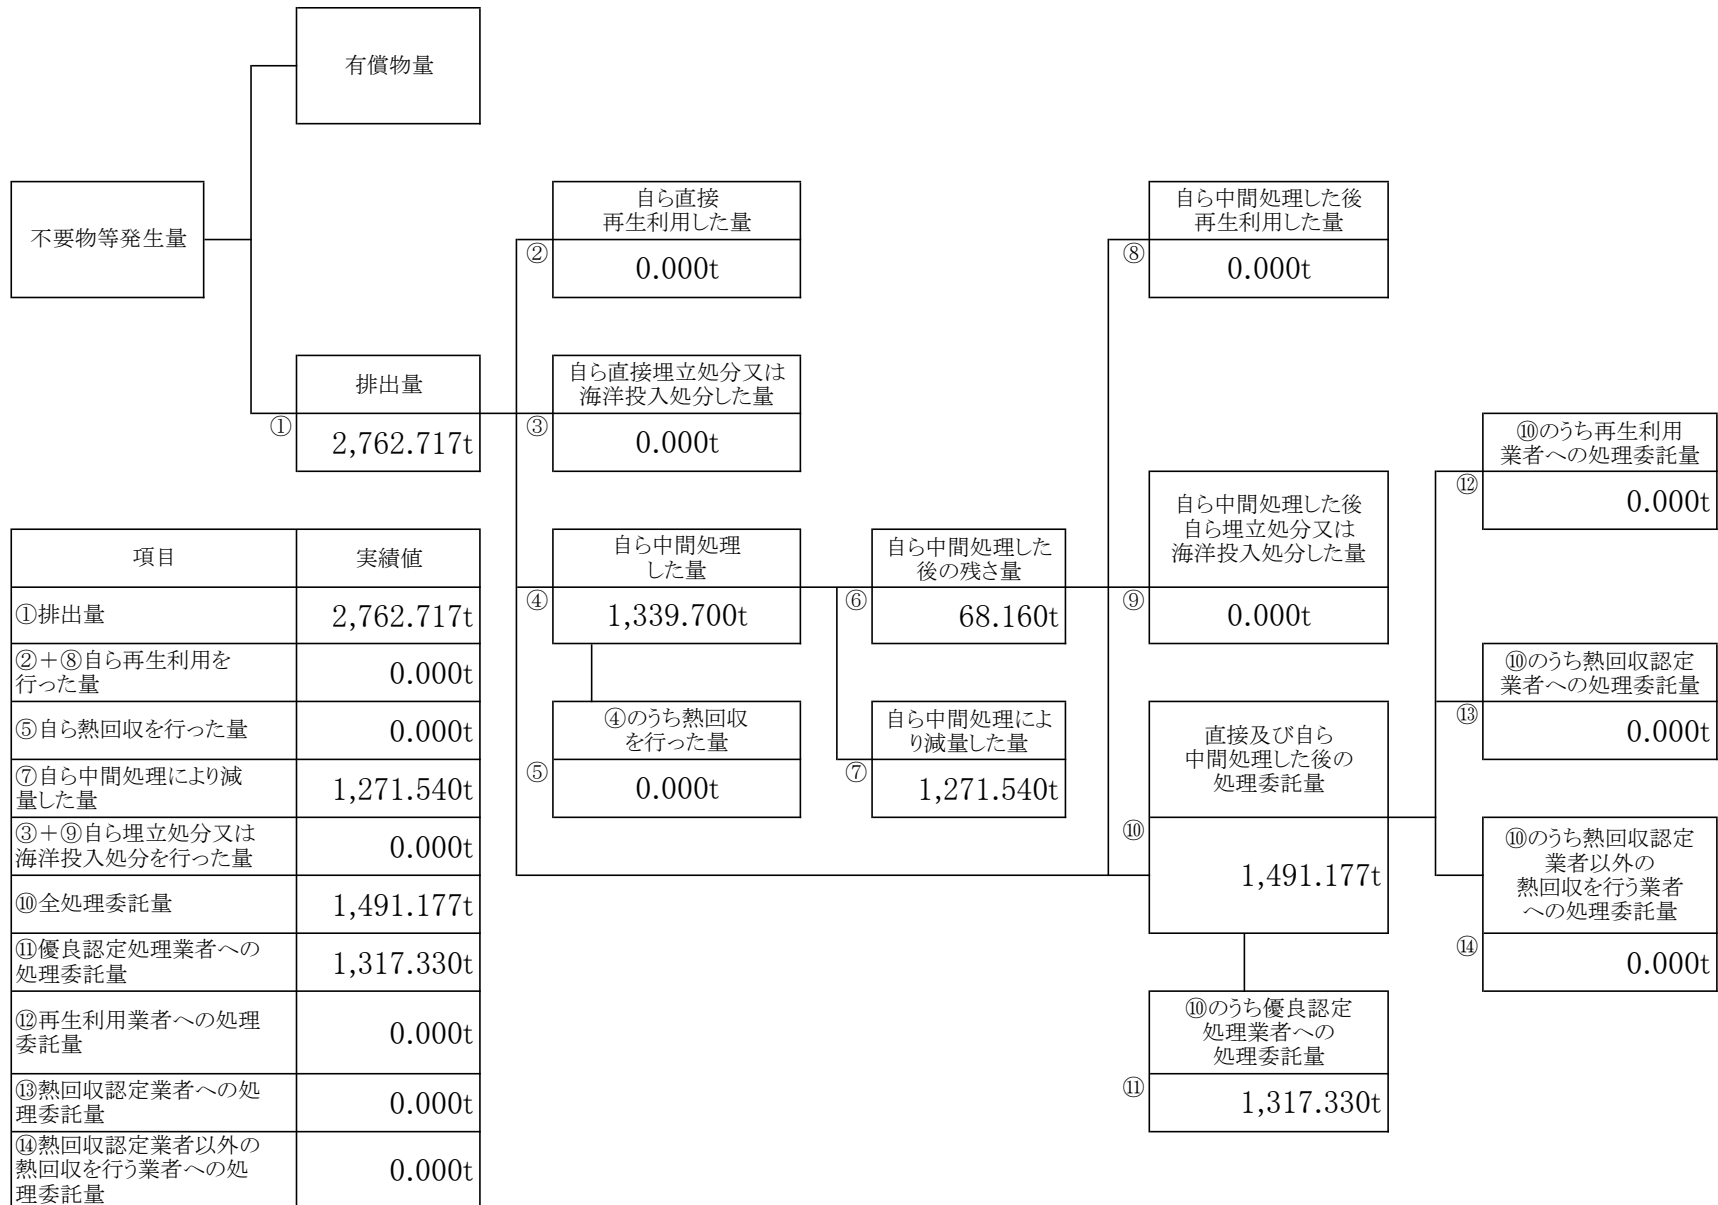 有償物量
不要物等発生量
自ら直接
再生利用した量
②
0.000t
自ら中間処理した後
再生利用した量
⑧
0.000t
排出量
①
2,762.717t
自ら直接埋立処分又は
海洋投入処分した量
③
0.000t
⑩のうち再生利用
業者への処理委託量
⑫
0.000t
自ら中間処理
した量
④
1,339.700t
自ら中間処理した
後の残さ量
⑥
68.160t
自ら中間処理した後
自ら埋立処分又は
海洋投入処分した量
⑨
0.000t
⑩のうち熱回収認定
業者への処理委託量
⑬
0.000t
④のうち熱回収
を行った量
⑤
0.000t
自ら中間処理によ
り減量した量
⑦
1,271.540t
直接及び自ら
中間処理した後の
処理委託量
⑩
1,491.177t
⑩のうち熱回収認定
業者以外の
熱回収を行う業者
への処理委託量
⑭
0.000t
⑩のうち優良認定
処理業者への
処理委託量
⑪
1,317.330t
項目
実績値
①排出量
2,762.717t
②＋⑧自ら再生利用を
行った量
0.000t
⑤自ら熱回収を行った量
0.000t
⑦自ら中間処理により減
量した量
1,271.540t
③＋⑨自ら埋立処分又は
海洋投入処分を行った量
0.000t
⑩全処理委託量
1,491.177t
⑪優良認定処理業者への
処理委託量
1,317.330t
⑫再生利用業者への処理
委託量
0.000t
⑬熱回収認定業者への処
理委託量
0.000t
⑭熱回収認定業者以外の
熱回収を行う業者への処
理委託量
0.000t